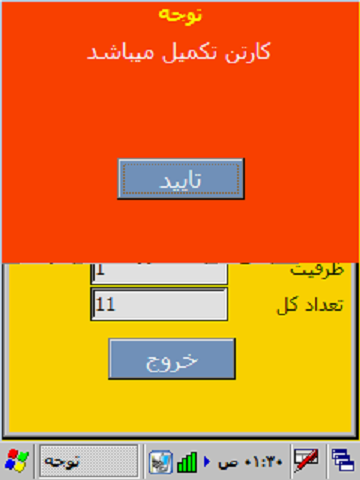 توجه
کارتن تکمیل میباشد
تایید
ظرفیت 1
تعداد کل 11
خروج
توجه ۰۱:۳۰ ص